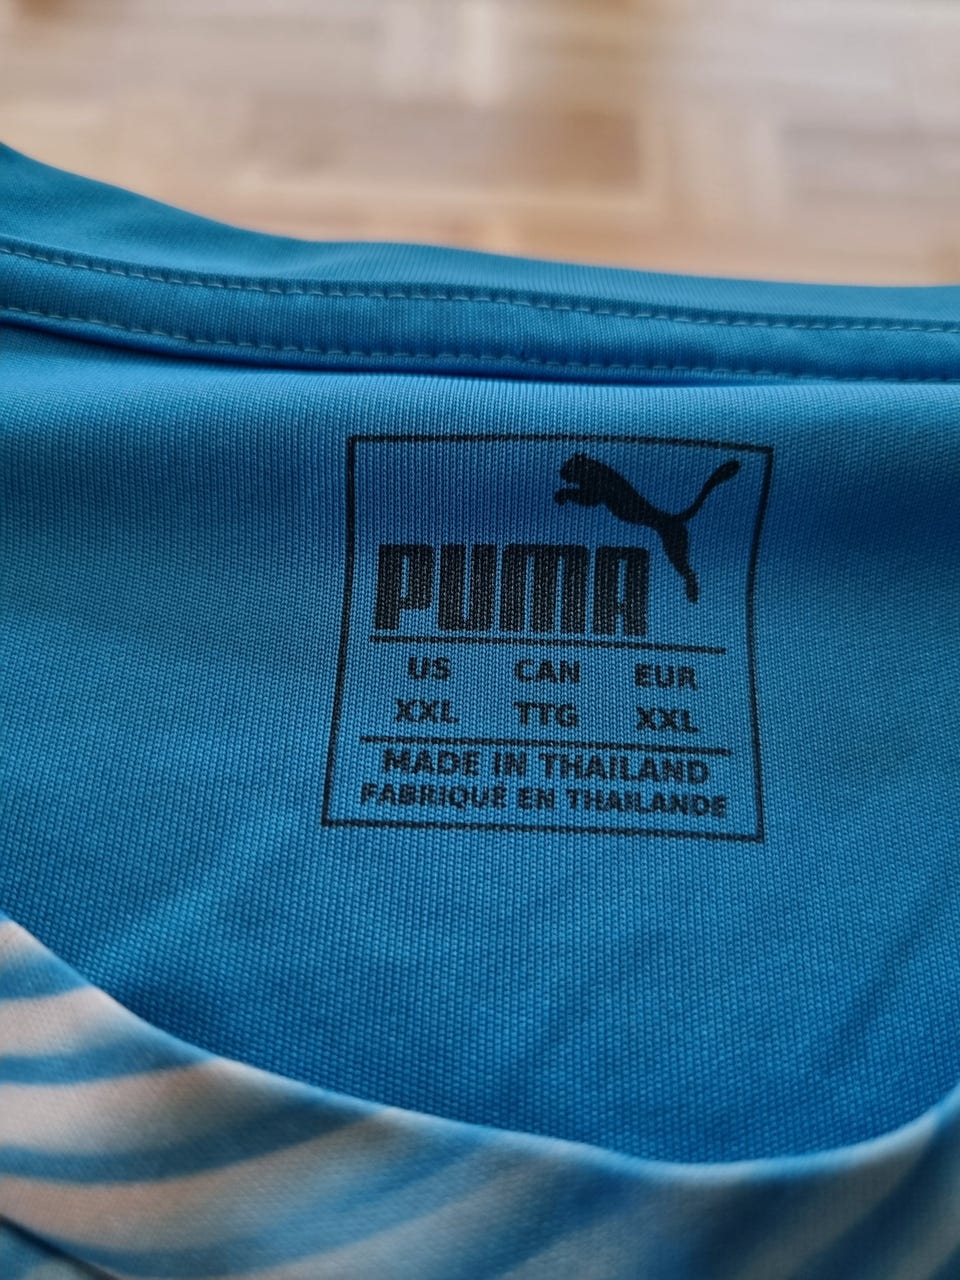 PUMA
US CAN EUR
XXL TTG XXL
MADE IN THAILAND
FABRIQUE EN THAILANDE